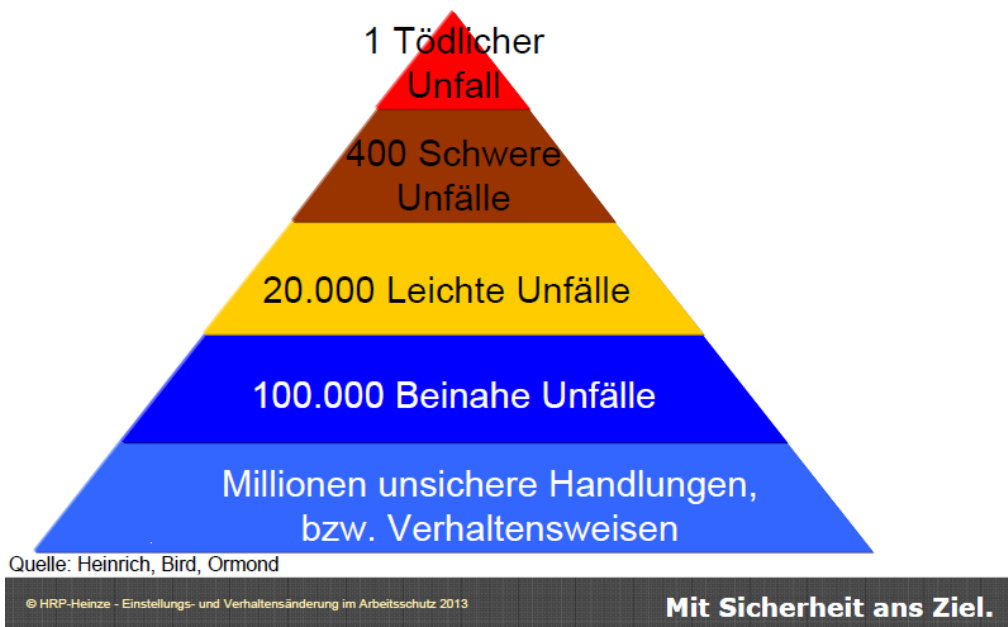 1 Tödlicher
Unfall
400 Schwere
Unfälle
20.000 Leichte Unfälle
100.000 Beinahe Unfälle
Millionen unsichere Handlungen,
bzw. Verhaltensweisen
Quelle: Heinrich, Bird, Ormond
© HRP-Heinze - Einstellungs- und Verhaltensänderung im Arbeitsschutz 2013
Mit Sicherheit ans Ziel.